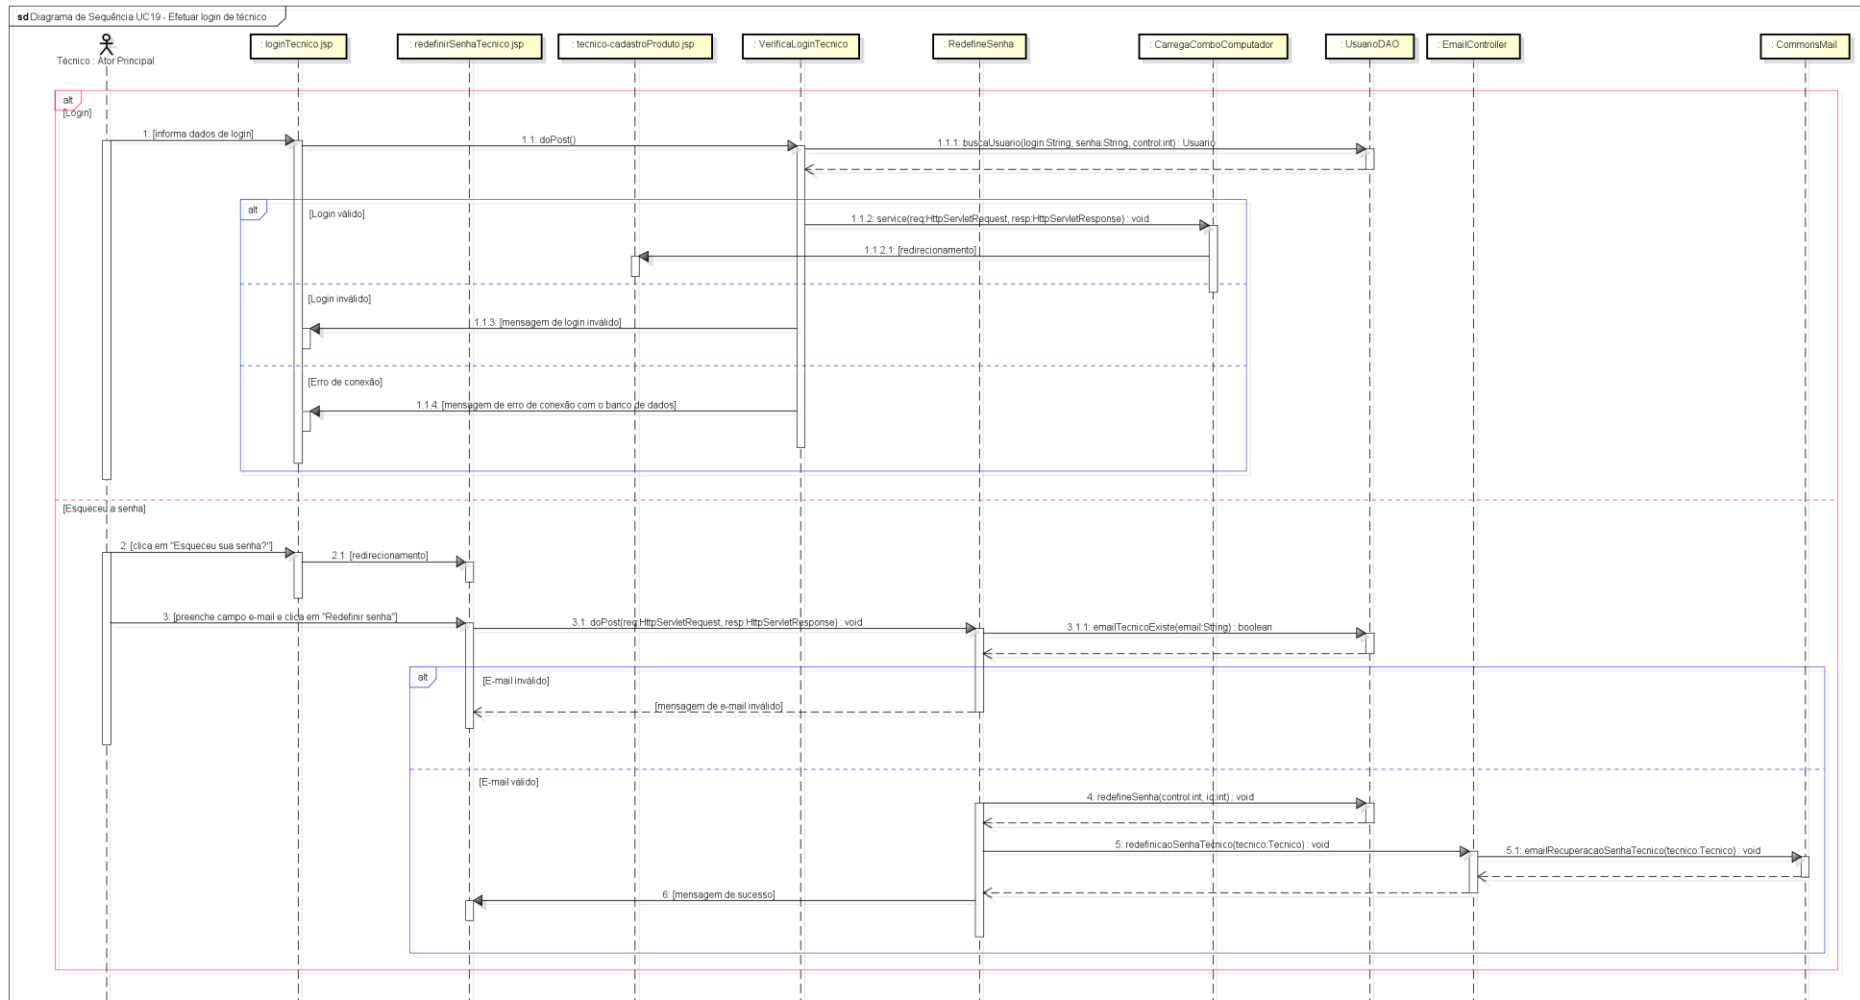 sd Diagrama de Sequência UC19 - Efetuar login de técnico
Técnico : Ator Principal
: loginTecnico.jsp
: redefinirSenhaTecnico.jsp
: tecnico-cadastroProduto.jsp
: VerificaLoginTecnico
: RedefineSenha
: CarregaComboComputador
: UsuarioDAO
: EmailController
: CommonsMail
alt
[Login]
1: [informa dados de login]
1.1: doPost()
1.1.1: buscaUsuario(login:String, senha:String, control:int) : Usuario
alt
[Login válido]
1.1.2: service(req:HttpServletRequest, resp:HttpServletResponse) : void
1.1.2.1: [redirecionamento]
[Login inválido]
1.1.3: [mensagem de login inválido]
[Erro de conexão]
1.1.4: [mensagem de erro de conexão com o banco de dados]
[Esqueceu a senha]
2: [clica em "Esqueceu sua senha?"]
2.1: [redirecionamento]
3: [preenche campo e-mail e clica em "Redefinir senha"]
3.1: doPost(req:HttpServletRequest, resp:HttpServletResponse) : void
3.1.1: emailTecnicoExiste(email:String) : boolean
alt
[E-mail inválido]
[mensagem de e-mail inválido]
[E-mail válido]
4: redefineSenha(control:int, id:int) : void
5: redefinicaoSenhaTecnico(tecnico:Tecnico) : void
5.1: emailRecuperacaoSenhaTecnico(tecnico:Tecnico) : void
6: [mensagem de sucesso]